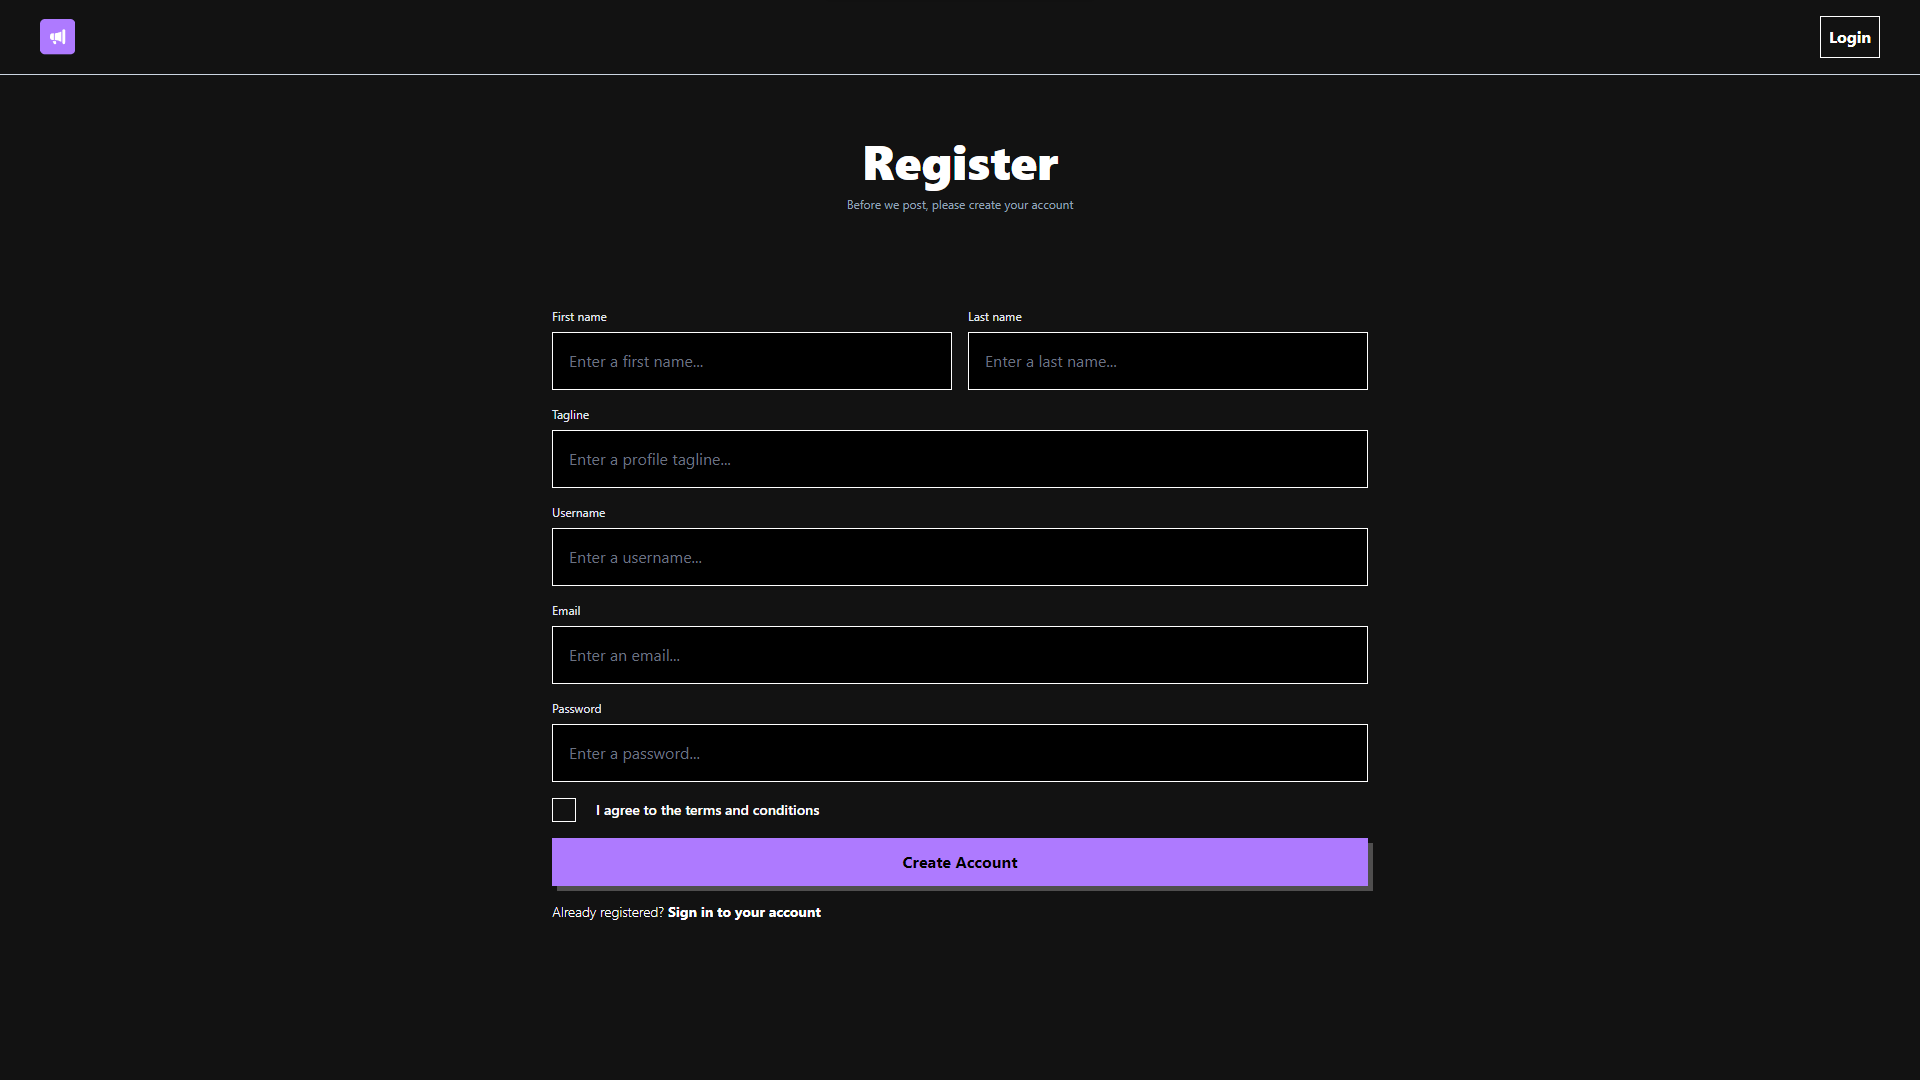 Login
Register
Before we post, please create your account
First name
Last name
Enter a first name...
Enter a last name...
Tagline
Enter a profile tagline...
Username
Enter a username...
Email
Enter an email...
Password
Enter a password...
I agree to the terms and conditions
Create Account
Already registered? Sign in to your account